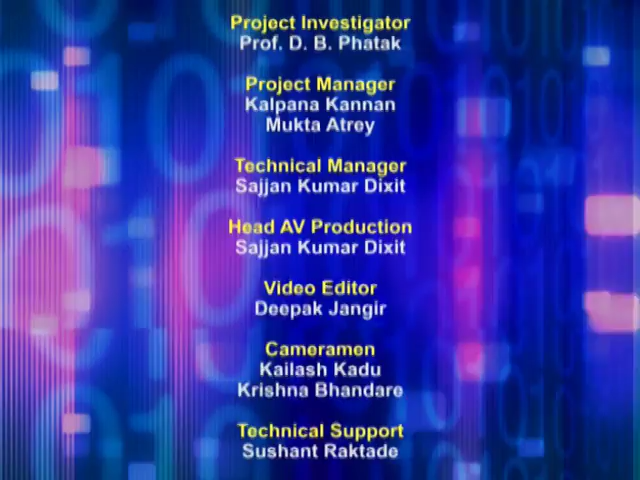 Project Investigator
Prof. D. B. Phatak
Project Manager
Kalpana Kannan
Mukta Atrey
Technical Manager
Sajjan Kumar Dixit
Head AV Production
Sajjan Kumar Dixit
Video Editor
Deepak Jangir
Cameramen
Kailash Kadu
Krishna Bhandare
Technical Support
Sushant Raktade